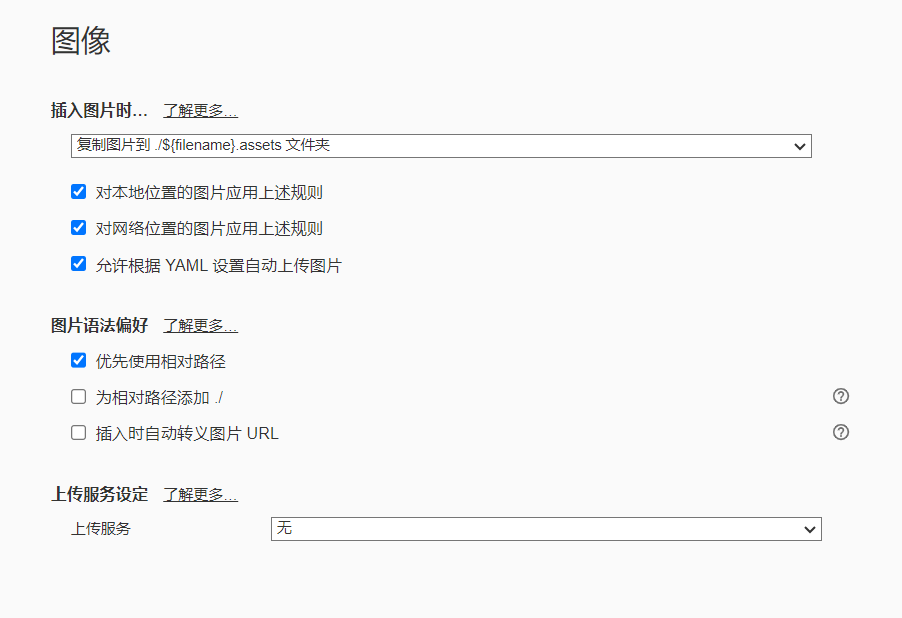 图像
插入图片时... 了解更多...
复制图片到 ./${filename}.assets 文件夹
对本地位置的图片应用上述规则
对网络位置的图片应用上述规则
允许根据 YAML 设置自动上传图片
图片语法偏好 了解更多...
优先使用相对路径
为相对路径添加 ./
插入时自动转义图片 URL
上传服务设定 了解更多...
上传服务 无